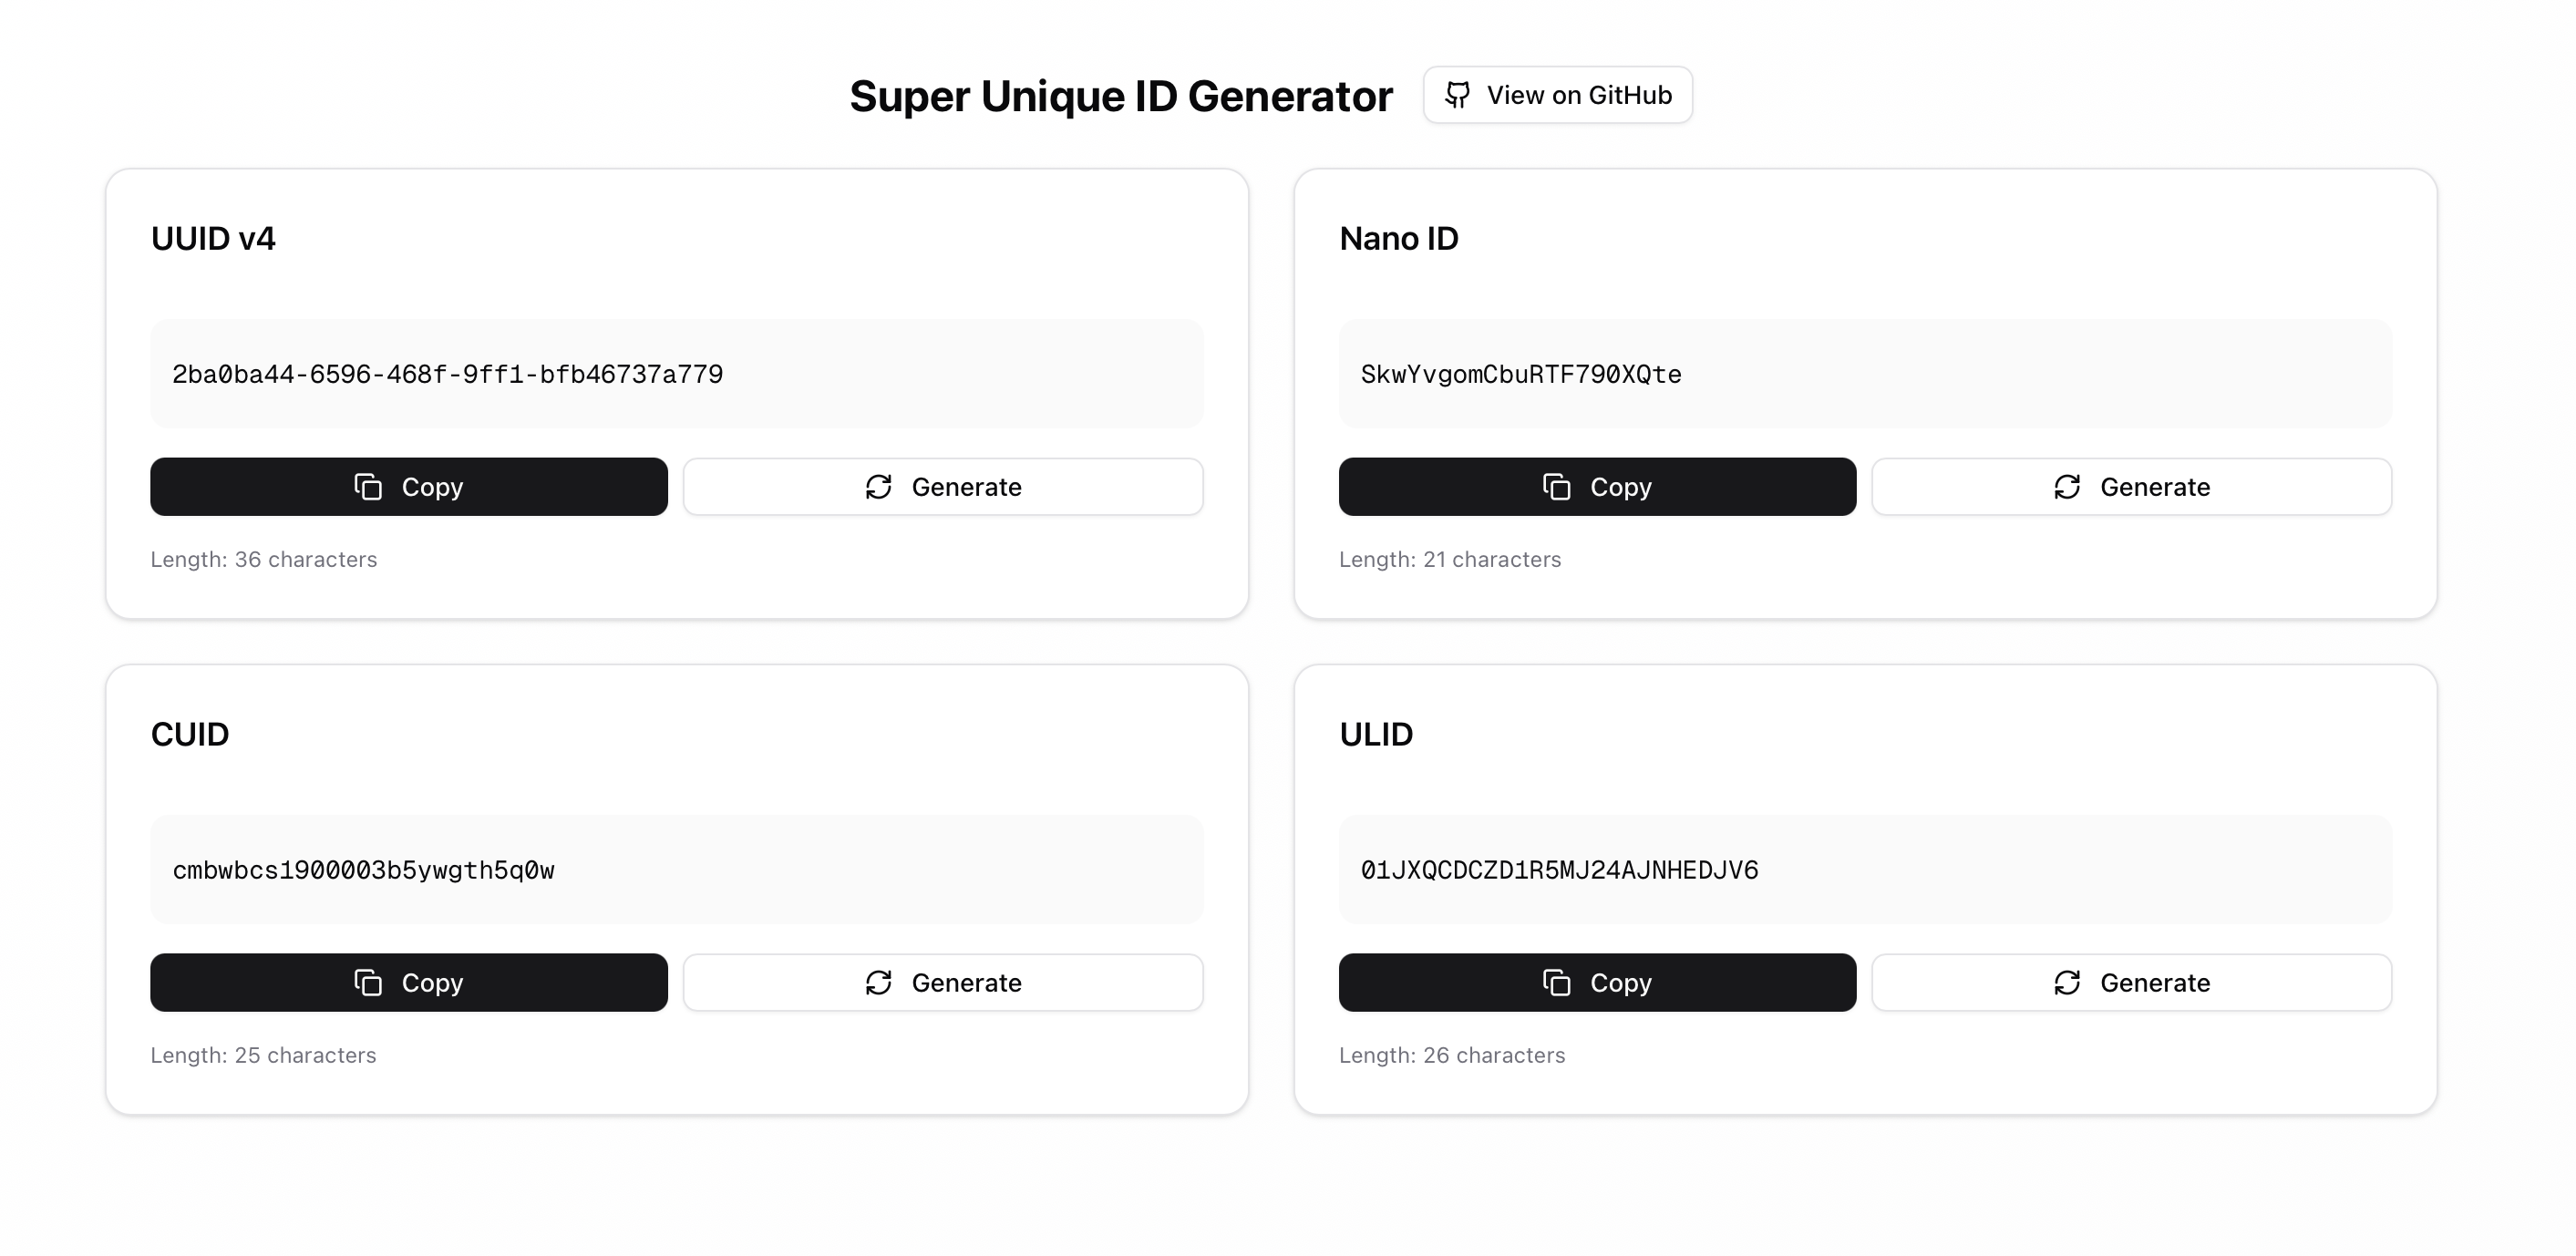 Super Unique ID Generator
View on GitHub
UUID v4
2ba0ba44-6596-468f-9ff1-bfb46737a779
Copy
Generate
Length: 36 characters
Nano ID
SkwYvgomCbuRTF790XQte
Copy
Generate
Length: 21 characters
CUID
cmbwbcs1900003b5ywgth5q0w
Copy
Generate
Length: 25 characters
ULID
01JXQCDCZD1R5MJ24AJNHEDJV6
Copy
Generate
Length: 26 characters